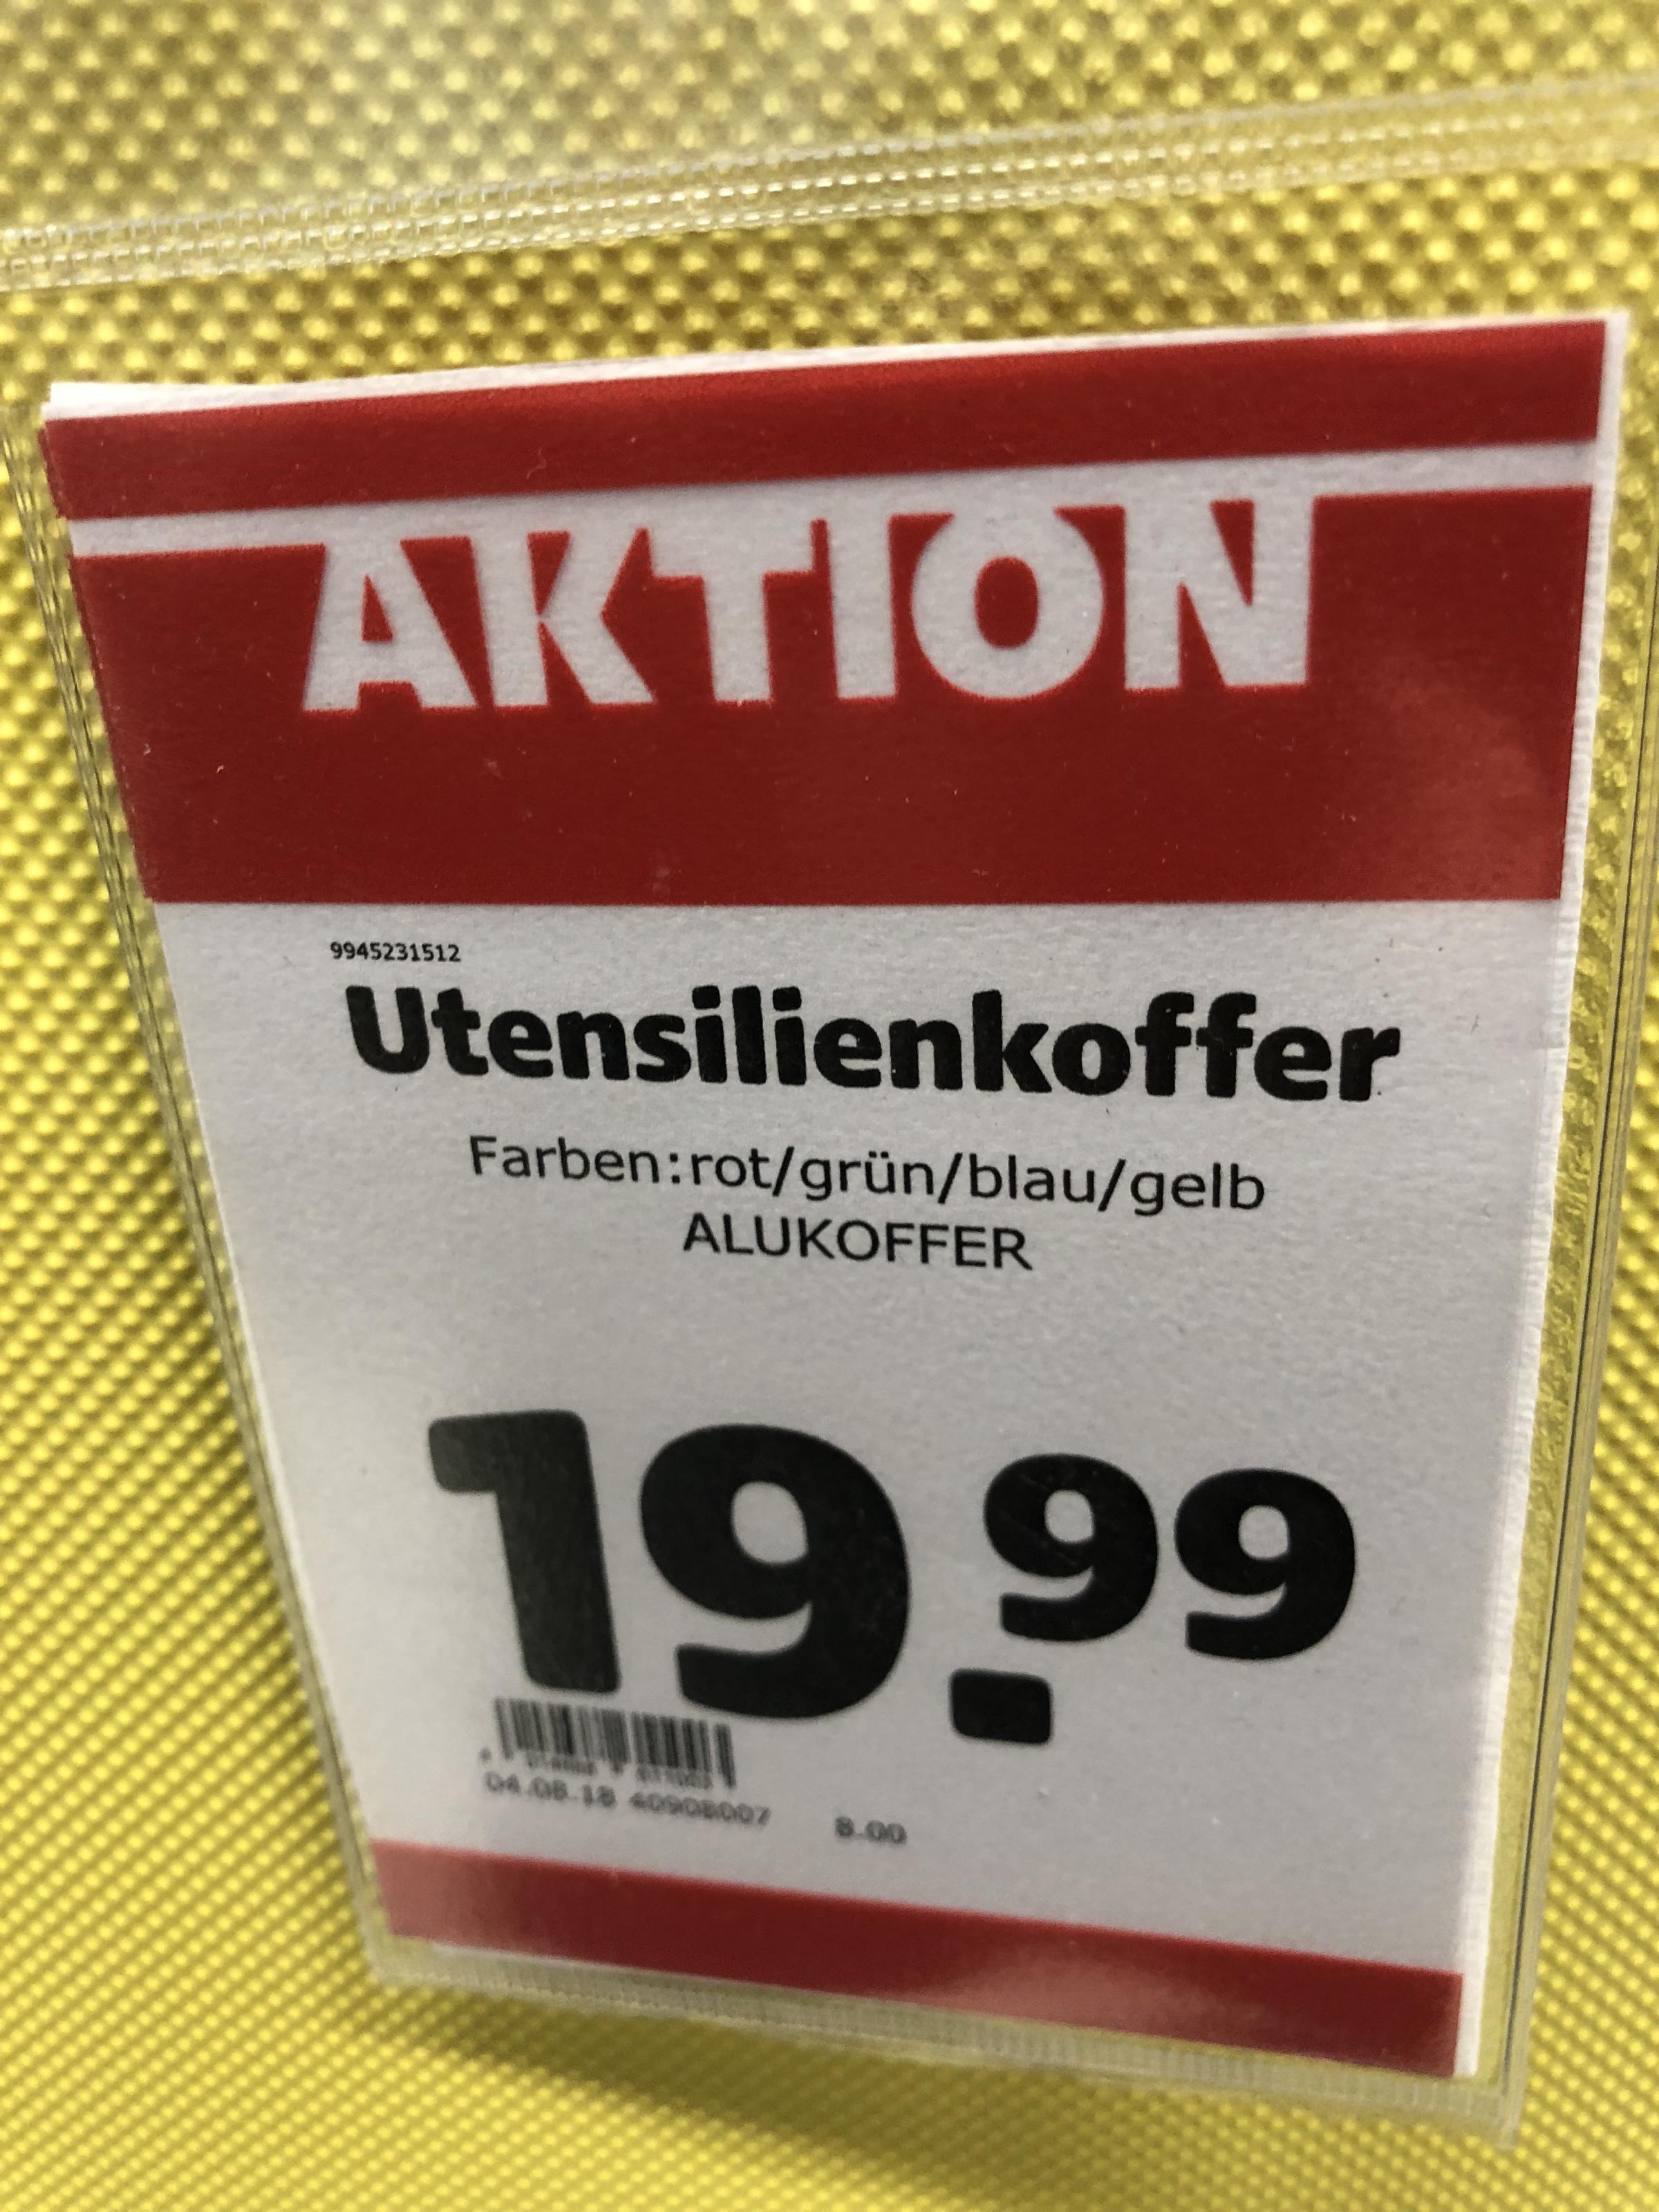 AKTION
9945231512
Utensilienkoffer
Farben:rot/grün/blau/gelb
ALUKOFFER
19.99
04.08.18 40908007 8.00